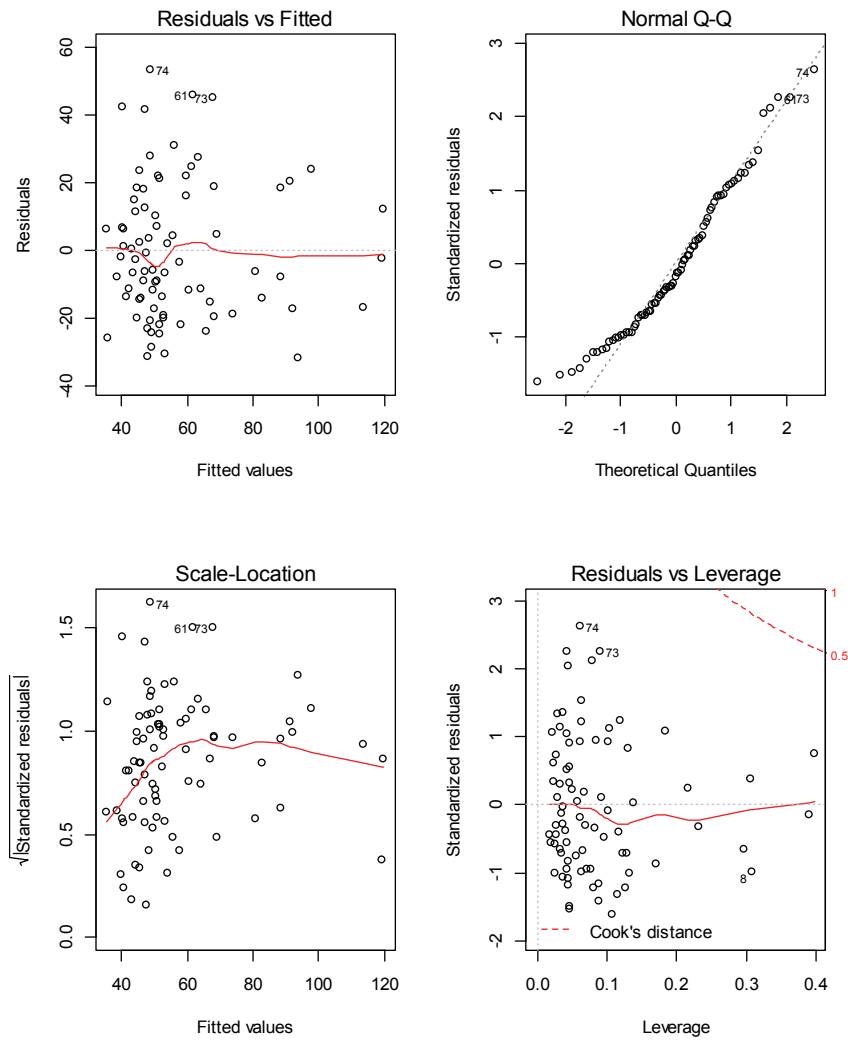 Residuals vs Fitted
60
40
20
0
-20
-40
Residuals
74
61
73
40 60 80 100 120
Fitted values
Normal Q-Q
3
2
1
0
-1
Standardized residuals
74
61
73
-2 -1 0 1 2
Theoretical Quantiles
Scale-Location
1.5
1.0
0.5
0.0
√|Standardized residuals|
74
61
73
40 60 80 100 120
Fitted values
Residuals vs Leverage
3
2
1
0
-1
-2
Standardized residuals
1
0.5
74
73
8
Cook's distance
0.0 0.1 0.2 0.3 0.4
Leverage